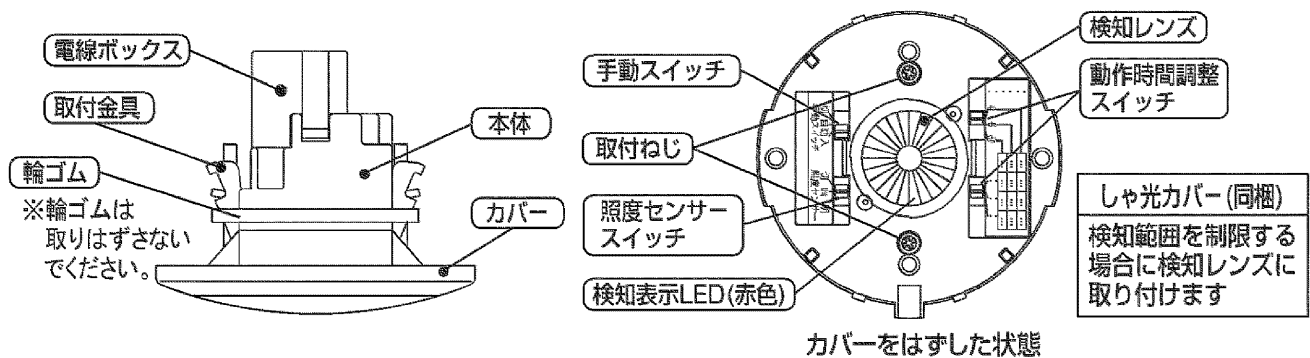 電線ボックス
取付金具
本体
輪ゴム
※輪ゴムは
取りはずさない
でください。
カバー
検知レンズ
手動スイッチ
動作時間調整
スイッチ
取付ねじ
照度センサー
スイッチ
検知表示LED(赤色)
しゃ光カバー(同梱)
検知範囲を制限する
場合に検知レンズに
取り付けます
カバーをはずした状態